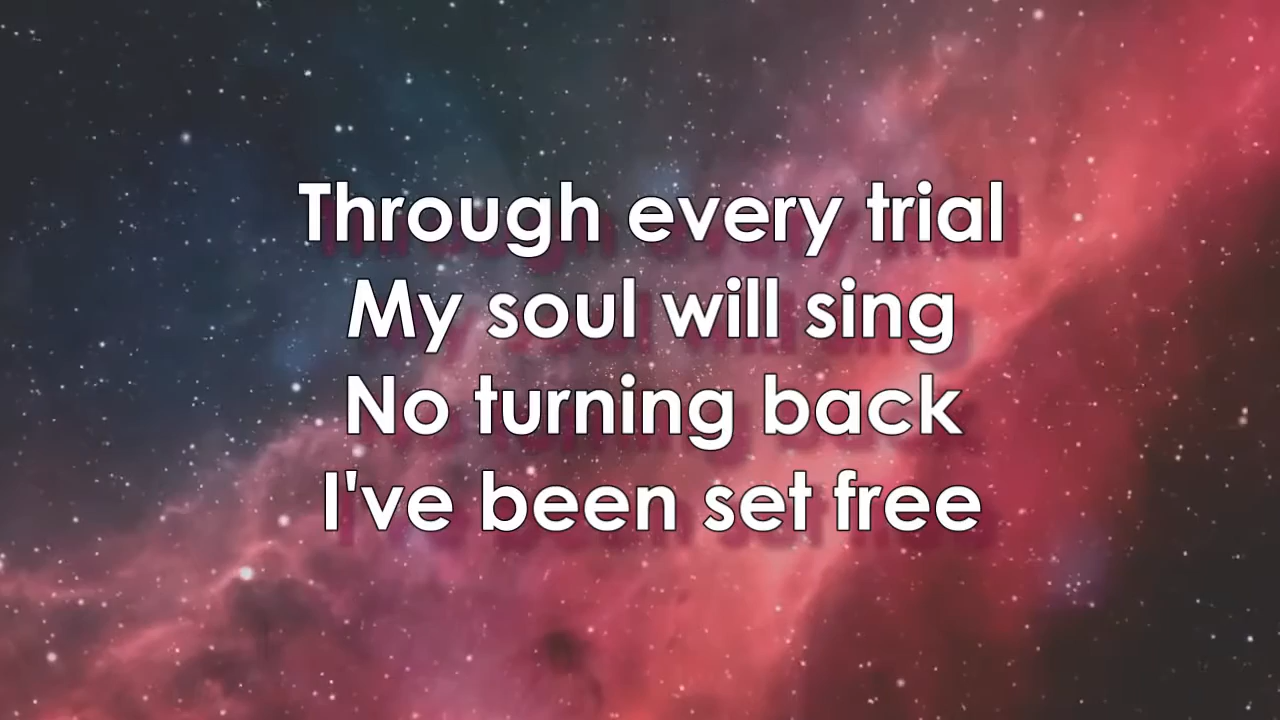 Through every trial
My soul will sing
No turning back
I've been set free